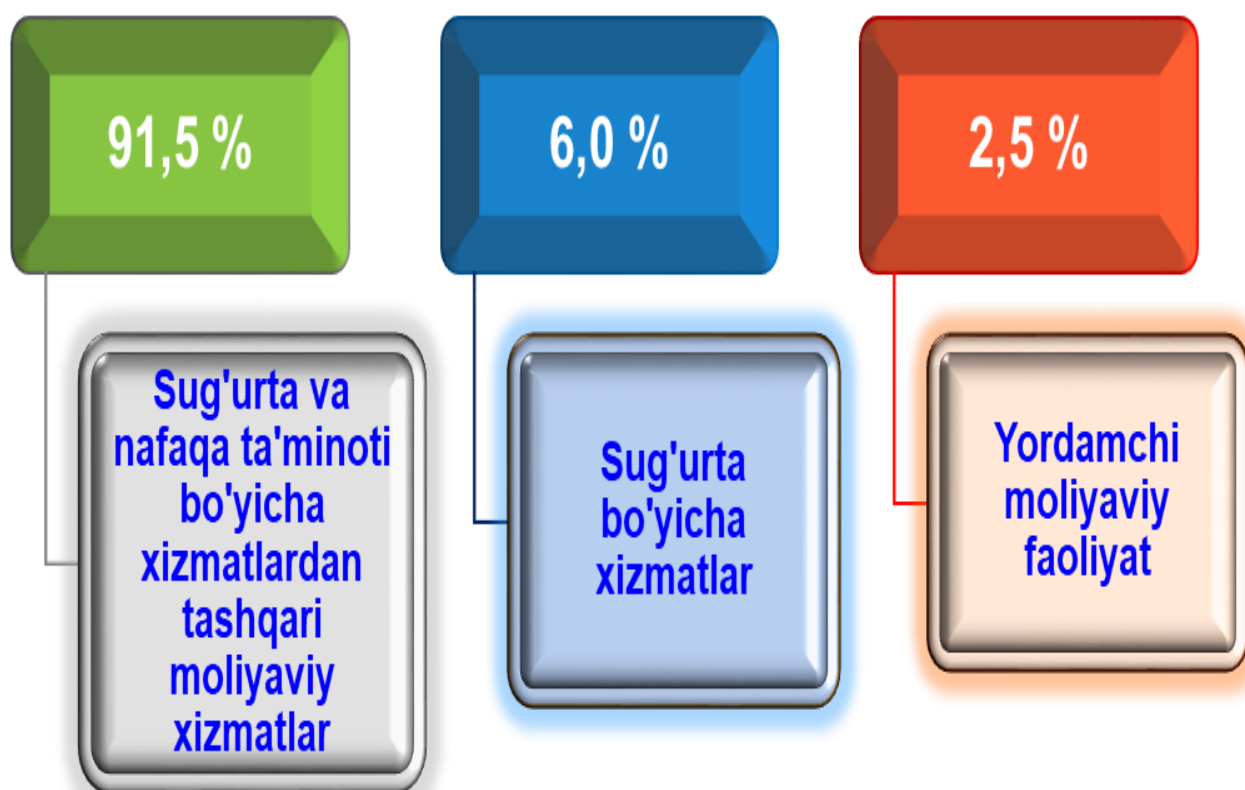 91,5 %
6,0 %
2,5 %
Sug'urta va
nafaqa ta'minoti
bo'yicha
xizmatlardan
tashqari
moliyaviy
xizmatlar
Sug'urta
bo'yicha
xizmatlar
Yordamchi
moliyaviy
faoliyat